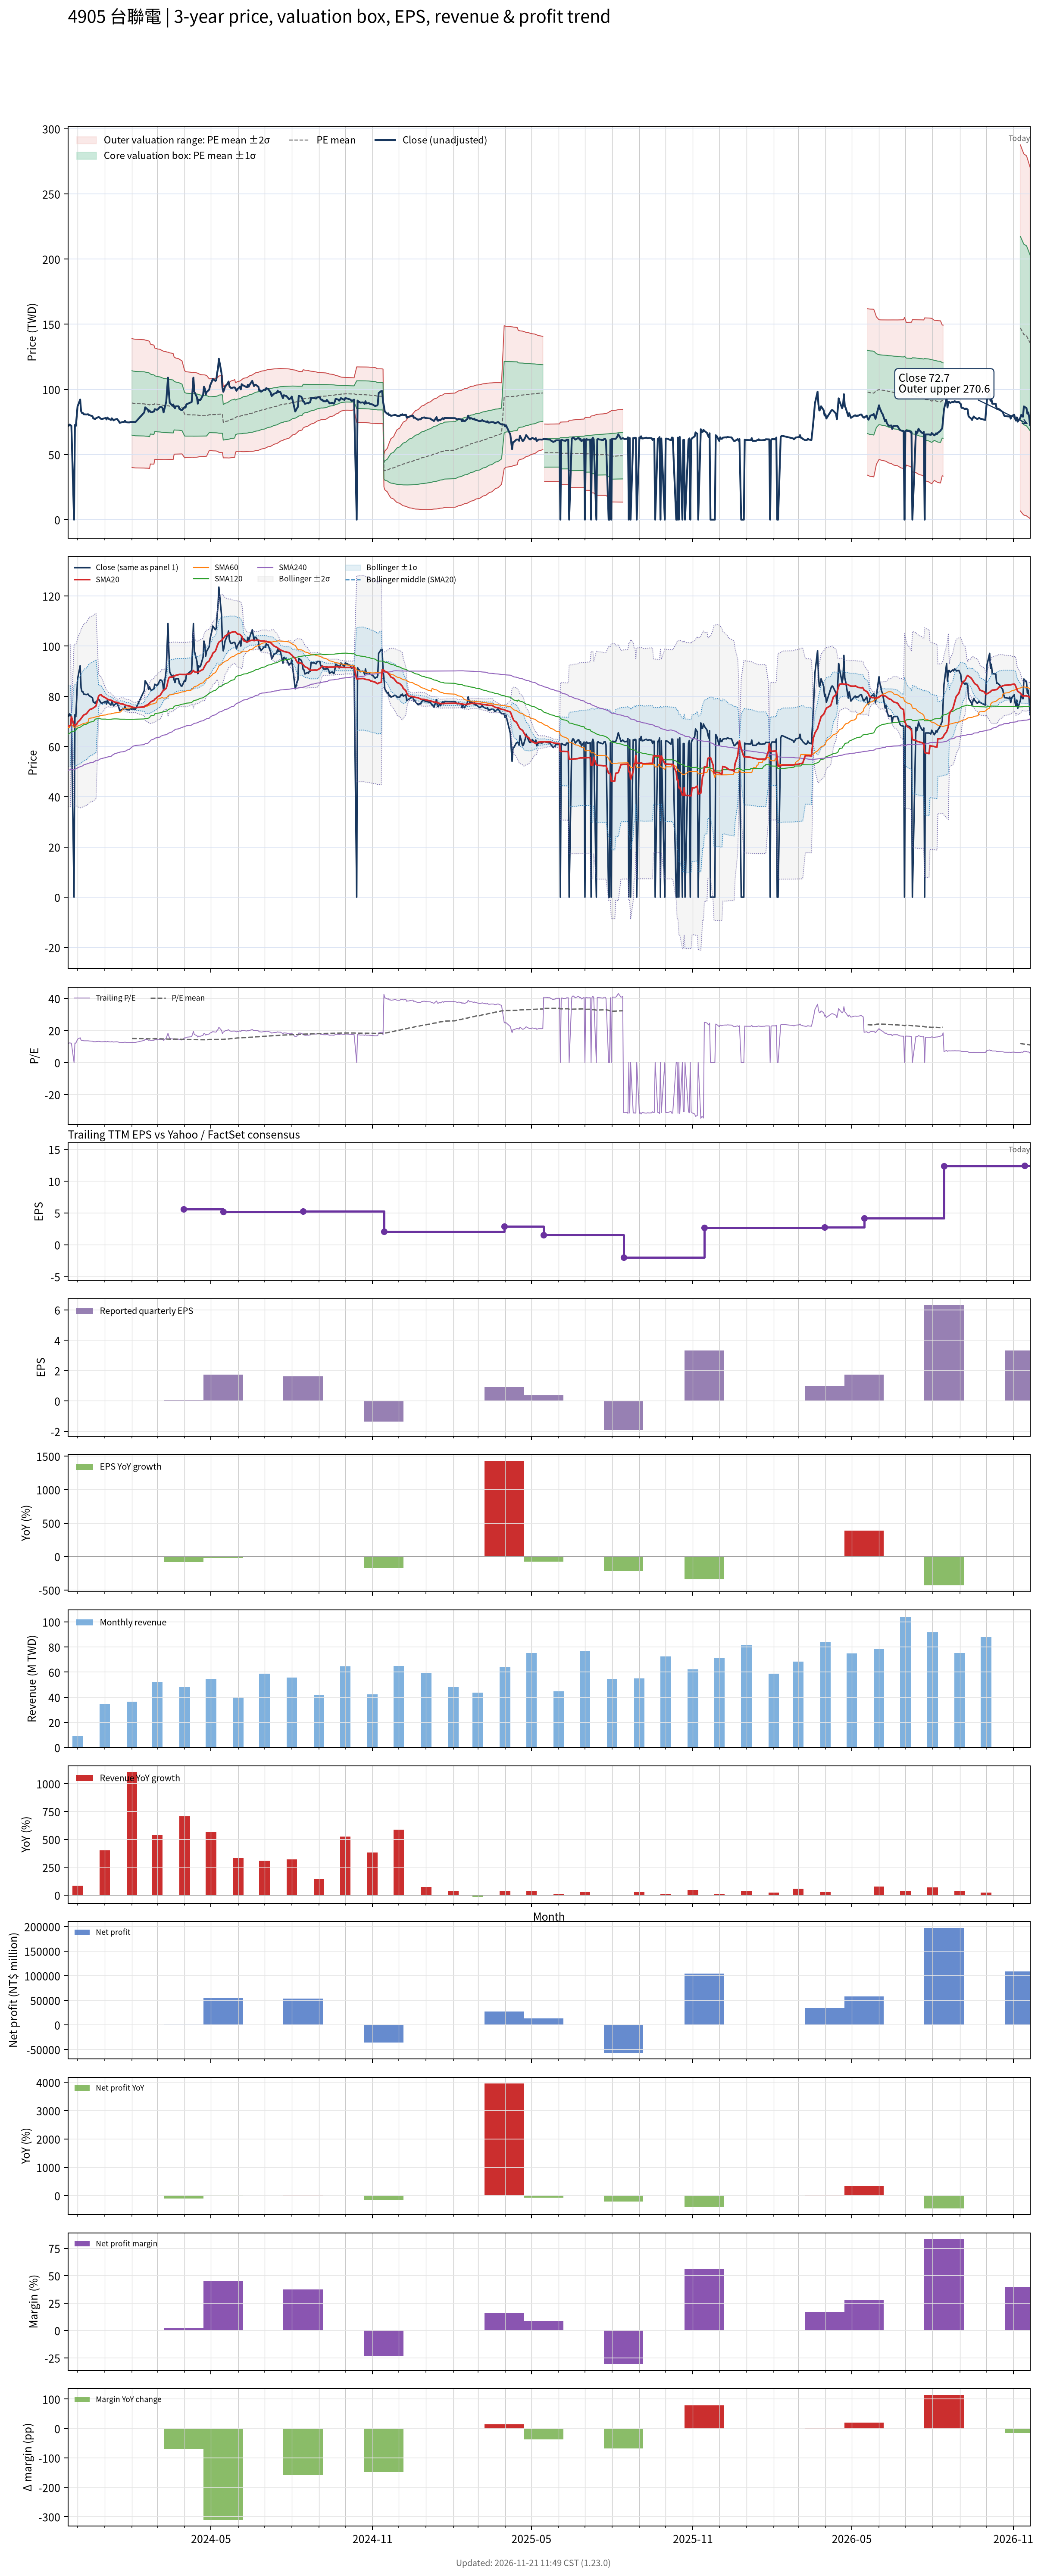 4905 台聯電 | 3-year price, valuation box, EPS, revenue & profit trend
Outer valuation range: PE mean ±2σ
PE mean
Close (unadjusted)
Core valuation box: PE mean ±1σ
Today
300
250
200
150
100
50
0
Price (TWD)
Close 72.7
Outer upper 270.6
Close (same as panel 1)
SMA60
SMA240
Bollinger ±1σ
SMA20
SMA120
Bollinger ±2σ
Bollinger middle (SMA20)
120
100
80
60
40
20
0
-20
Price
Trailing P/E
P/E mean
40
20
0
-20
P/E
Trailing TTM EPS vs Yahoo / FactSet consensus
Today
15
10
5
0
-5
EPS
Reported quarterly EPS
6
4
2
0
-2
EPS
EPS YoY growth
1500
1000
500
0
-500
YoY (%)
Monthly revenue
100
80
60
40
20
0
Revenue (M TWD)
Revenue YoY growth
1000
750
500
250
0
YoY (%)
Month
Net profit
200000
150000
100000
50000
0
-50000
Net profit (NT$ million)
Net profit YoY
4000
3000
2000
1000
0
YoY (%)
Net profit margin
75
50
25
0
-25
Margin (%)
Margin YoY change
100
0
-100
-200
-300
Δ margin (pp)
2024-05
2024-11
2025-05
2025-11
2026-05
2026-11
Updated: 2026-11-21 11:49 CST (1.23.0)